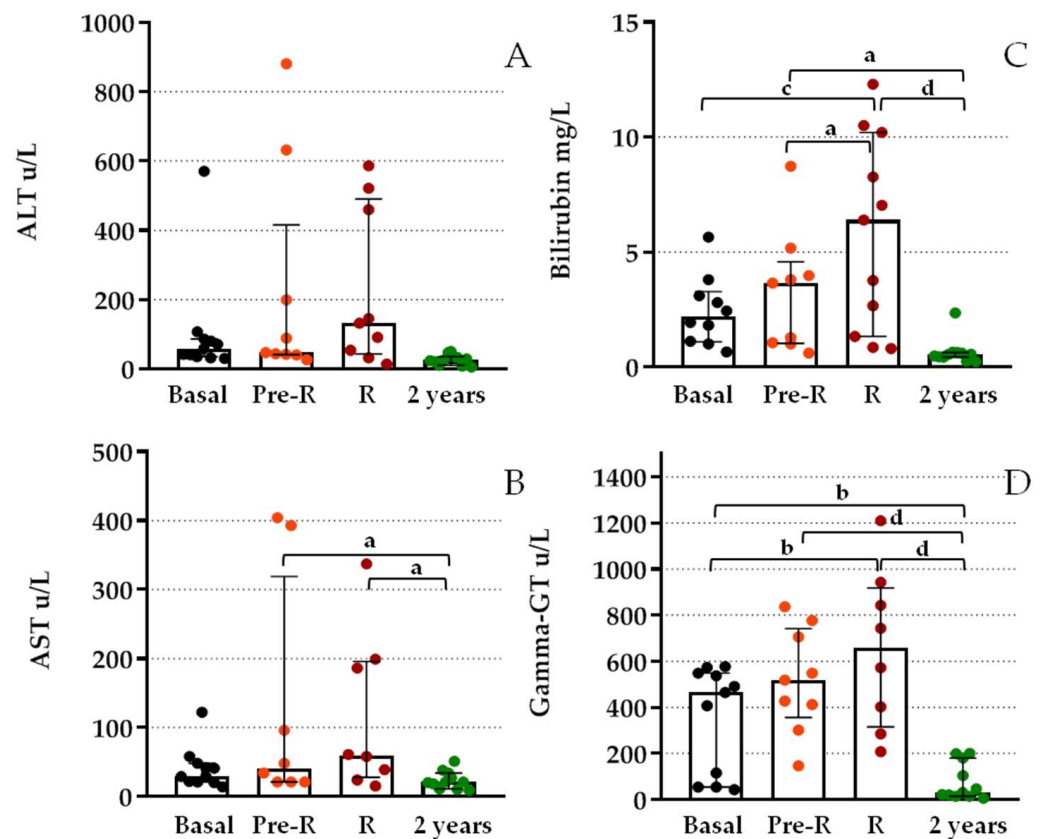 A
ALT u/L
1000
800
600
400
200
0
Basal Pre-R R 2 years
C
Bilirubin mg/L
15
10
5
0
a
c d
a
Basal Pre-R R 2 years
B
AST u/L
500
400
300
200
100
0
a
a
Basal Pre-R R 2 years
D
Gamma-GT u/L
1400
1200
1000
800
600
400
200
0
b
d
b d
Basal Pre-R R 2 years